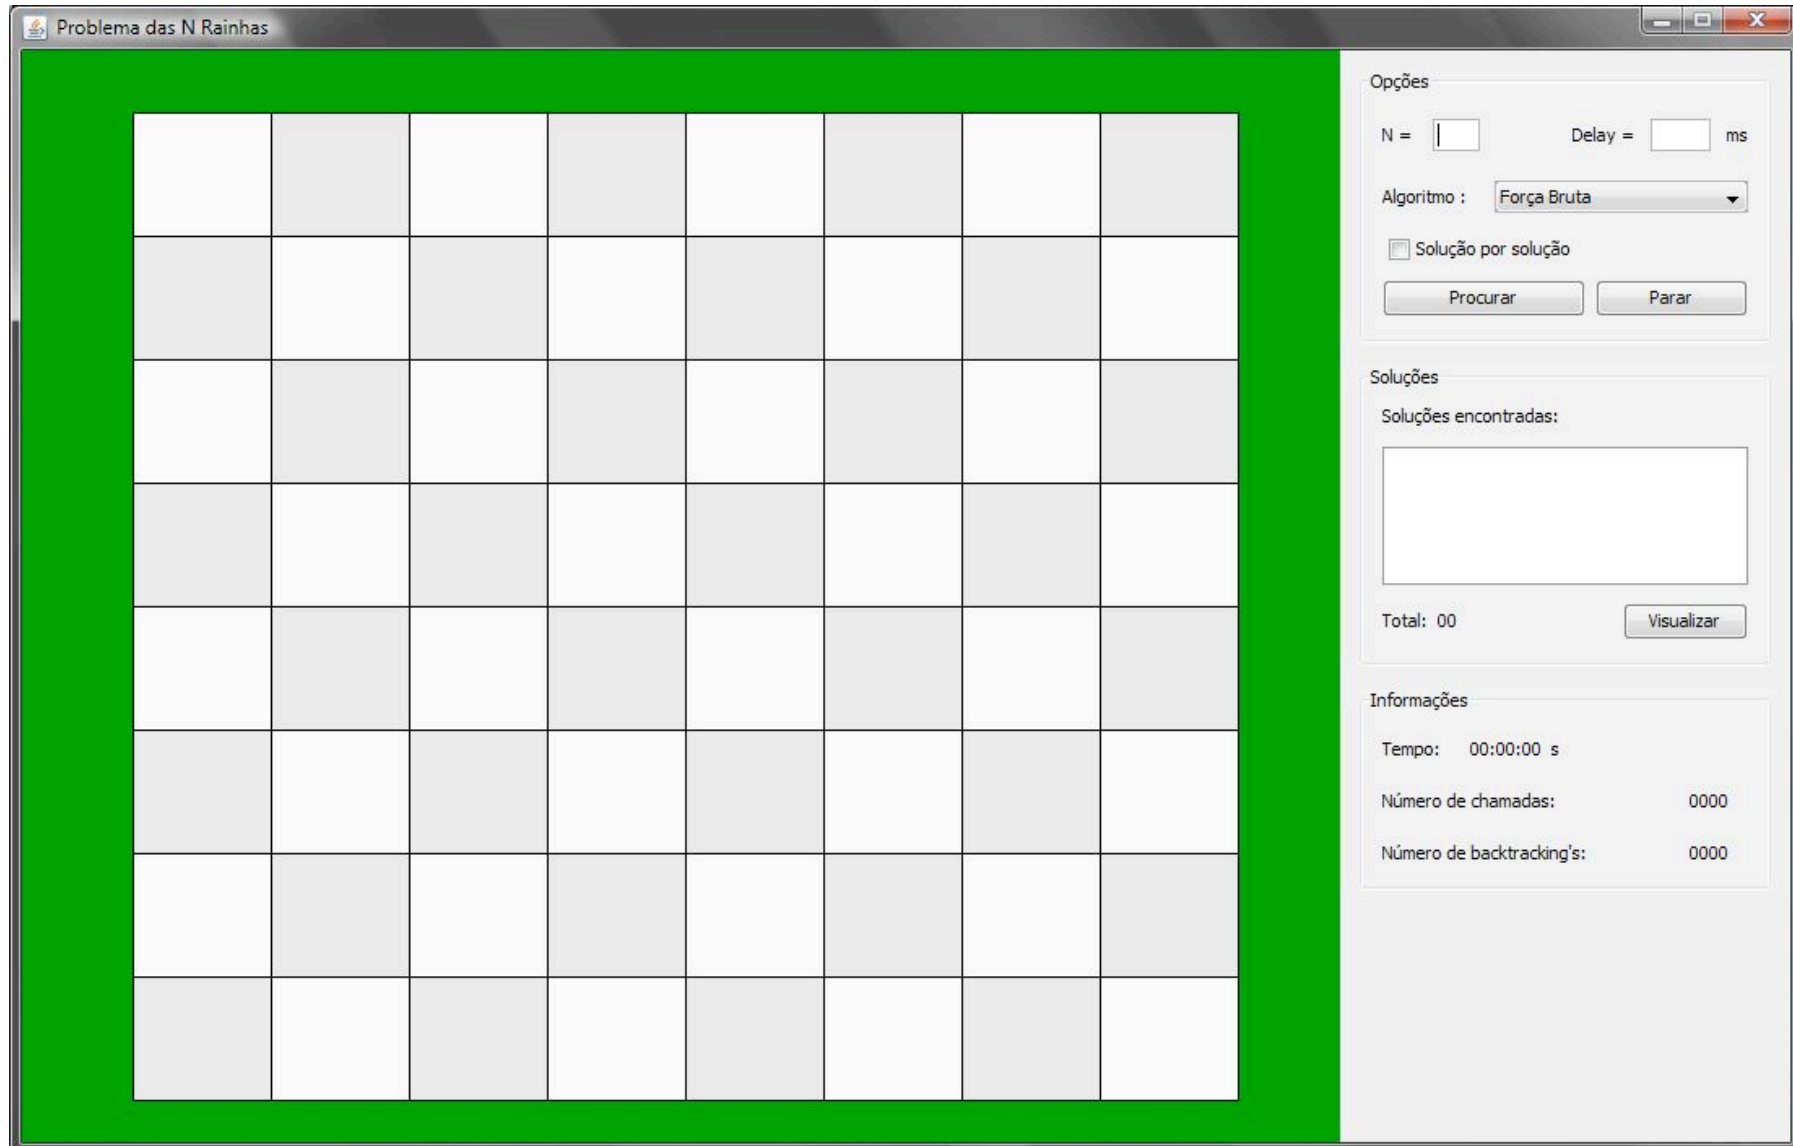 Problema das N Rainhas
Opções
N = Delay = ms
Algoritmo : Força Bruta
Solução por solução
Procurar Parar
Soluções
Soluções encontradas:
Total: 00 Visualizar
Informações
Tempo: 00:00:00 s
Número de chamadas: 0000
Número de backtracking's: 0000